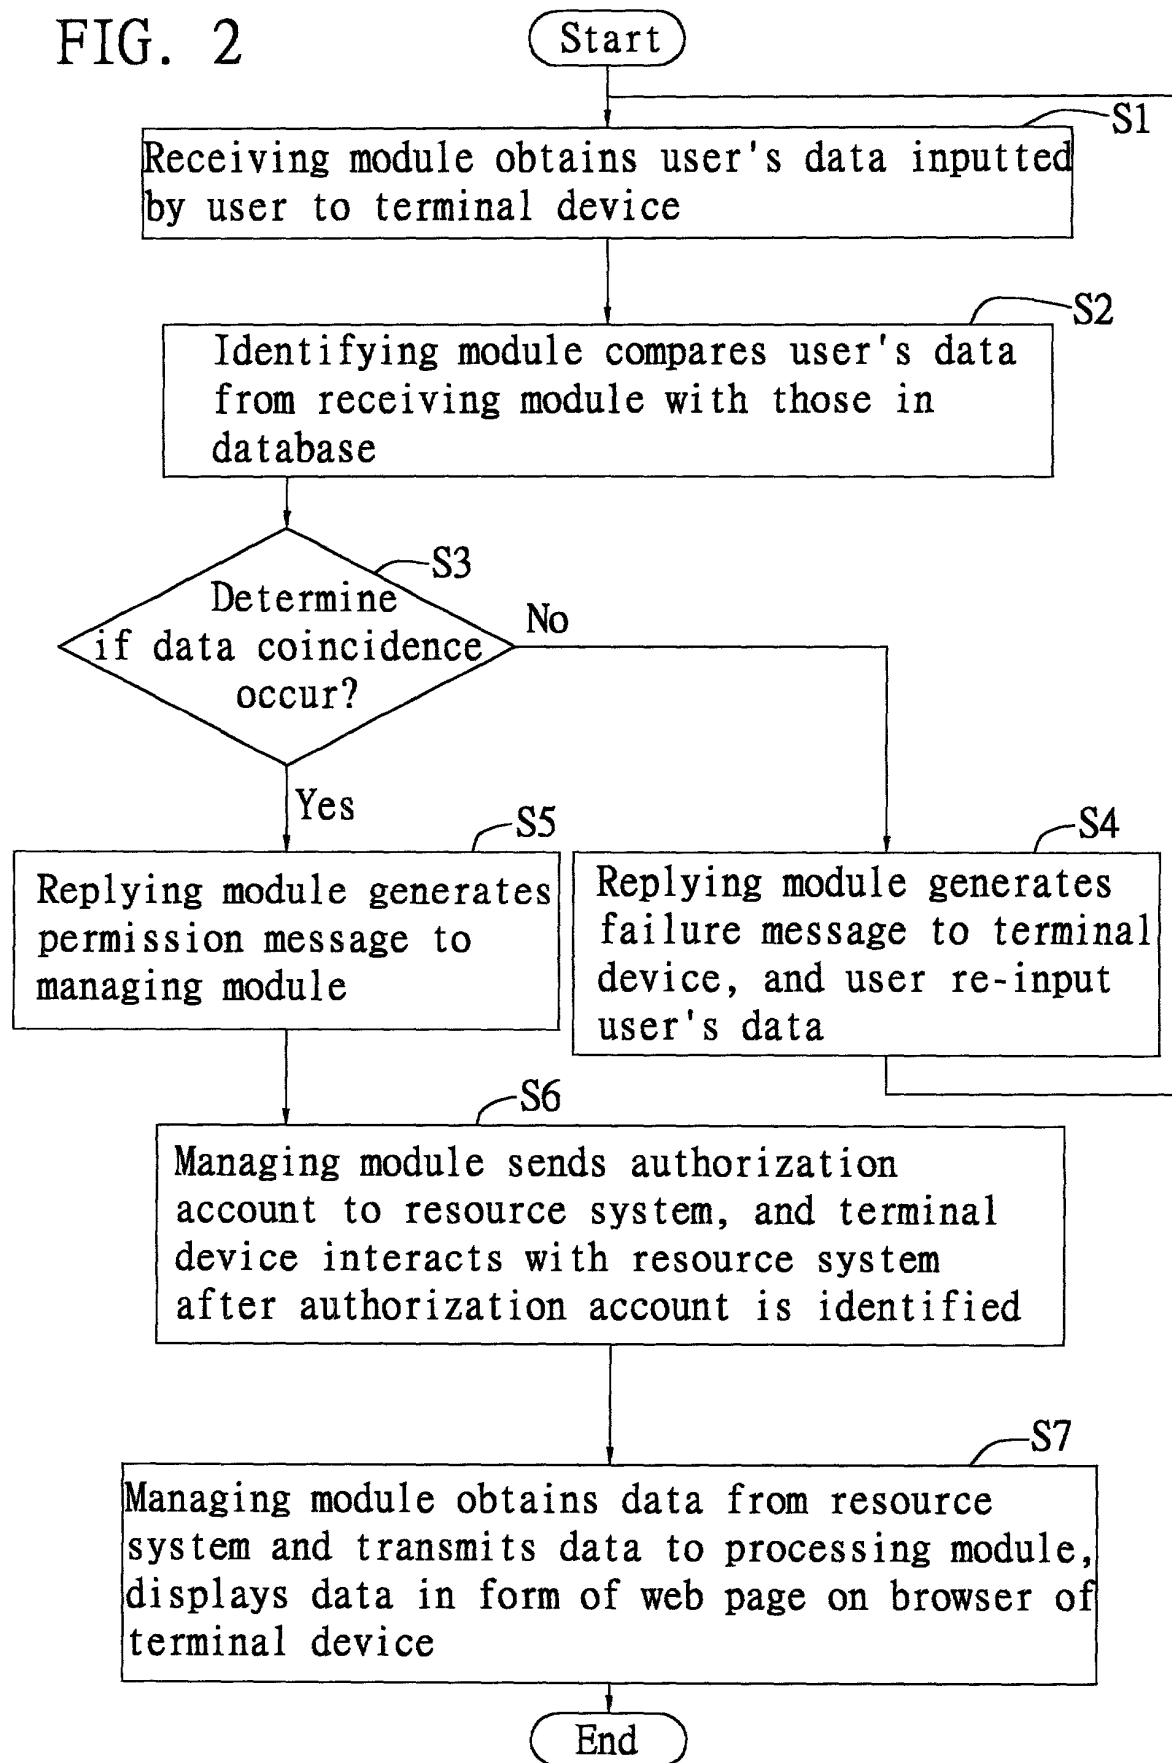 FIG. 2
Start
S1
Receiving module obtains user's data inputted
by user to terminal device
S2
Identifying module compares user's data
from receiving module with those in
database
S3
Determine
if data coincidence
occur?
No
Yes
S5
Replying module generates
permission message to
managing module
S4
Replying module generates
failure message to terminal
device, and user re-input
user's data
S6
Managing module sends authorization
account to resource system, and terminal
device interacts with resource system
after authorization account is identified
S7
Managing module obtains data from resource
system and transmits data to processing module,
displays data in form of web page on browser of
terminal device
End